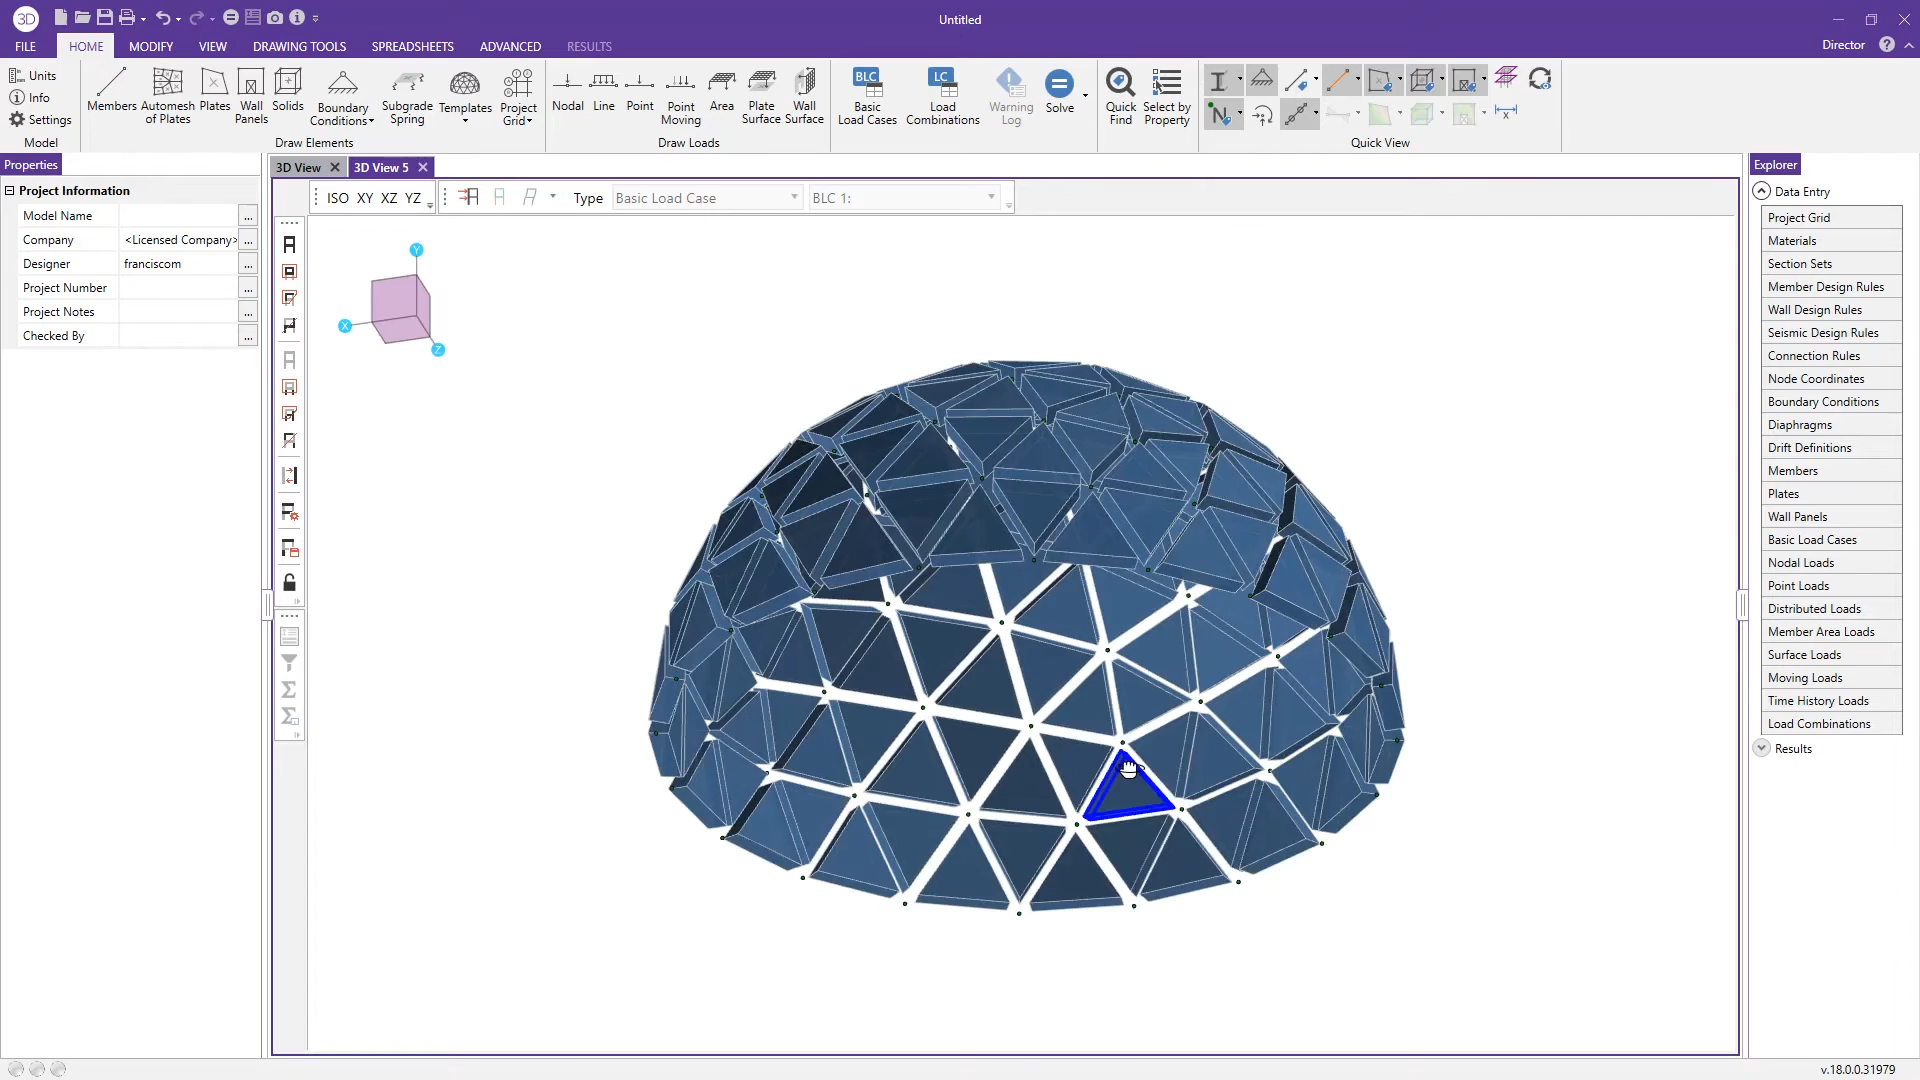 3D
Untitled
FILE HOME MODIFY VIEW DRAWING TOOLS SPREADSHEETS ADVANCED RESULTS
Director
Units
Info
Settings
Model
Members
Automesh of Plates
Plates
Wall Panels
Solids
Boundary Conditions
Subgrade Spring
Templates
Project Grid
Draw Elements
Nodal
Line
Point
Point Moving
Area
Plate Surface
Wall Surface
Draw Loads
BLC
Basic Load Cases
LC
Load Combinations
Warning Log
Solve
Quick Find
Select by Property
N
Quick View
Properties
Project Information
Model Name
Company <Licensed Company>
Designer franciscom
Project Number
Project Notes
Checked By
3D View
3D View 5
ISO XY XZ YZ
Type Basic Load Case BLC 1:
Y
X
Z
Explorer
Data Entry
Project Grid
Materials
Section Sets
Member Design Rules
Wall Design Rules
Seismic Design Rules
Connection Rules
Node Coordinates
Boundary Conditions
Diaphragms
Drift Definitions
Members
Plates
Wall Panels
Basic Load Cases
Nodal Loads
Point Loads
Distributed Loads
Member Area Loads
Surface Loads
Moving Loads
Time History Loads
Load Combinations
Results
v.18.0.0.31979